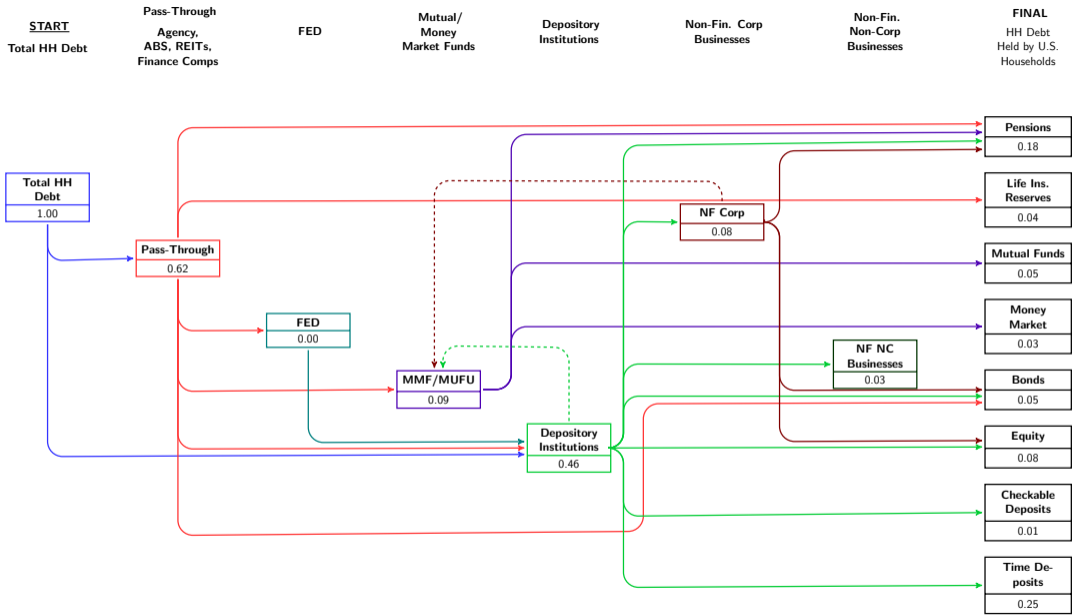 START
Total HH Debt
Pass-Through
Agency,
ABS, REITs,
Finance Comps
FED
Mutual/
Money
Market Funds
Depository
Institutions
Non-Fin. Corp
Businesses
Non-Fin.
Non-Corp
Businesses
FINAL
HH Debt
Held by U.S.
Households
Total HH
Debt
1.00
Pass-Through
0.62
FED
0.00
MMF/MUFU
0.09
Depository
Institutions
0.46
NF Corp
0.08
NF NC
Businesses
0.03
Pensions
0.18
Life Ins.
Reserves
0.04
Mutual Funds
0.05
Money
Market
0.03
Bonds
0.05
Equity
0.08
Checkable
Deposits
0.01
Time De-
posits
0.25